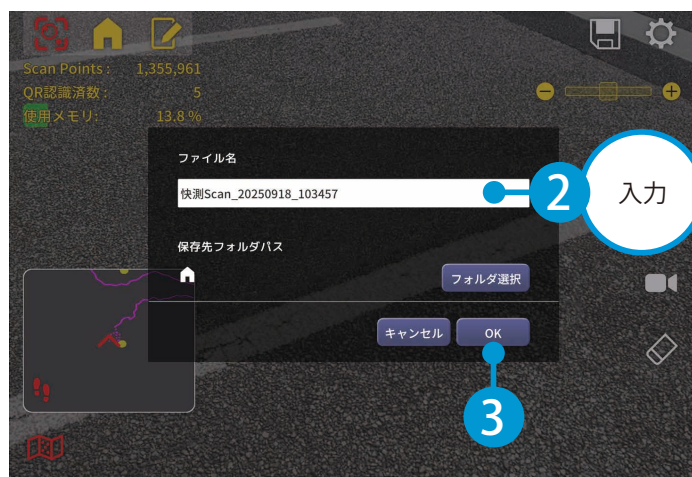 Scan Points : 1,355,961
QR認識済数 : 5
使用メモリ: 13.8 %
ファイル名
快測Scan_20250918_103457
2
入力
保存先フォルダパス
フォルダ選択
キャンセル
OK
3